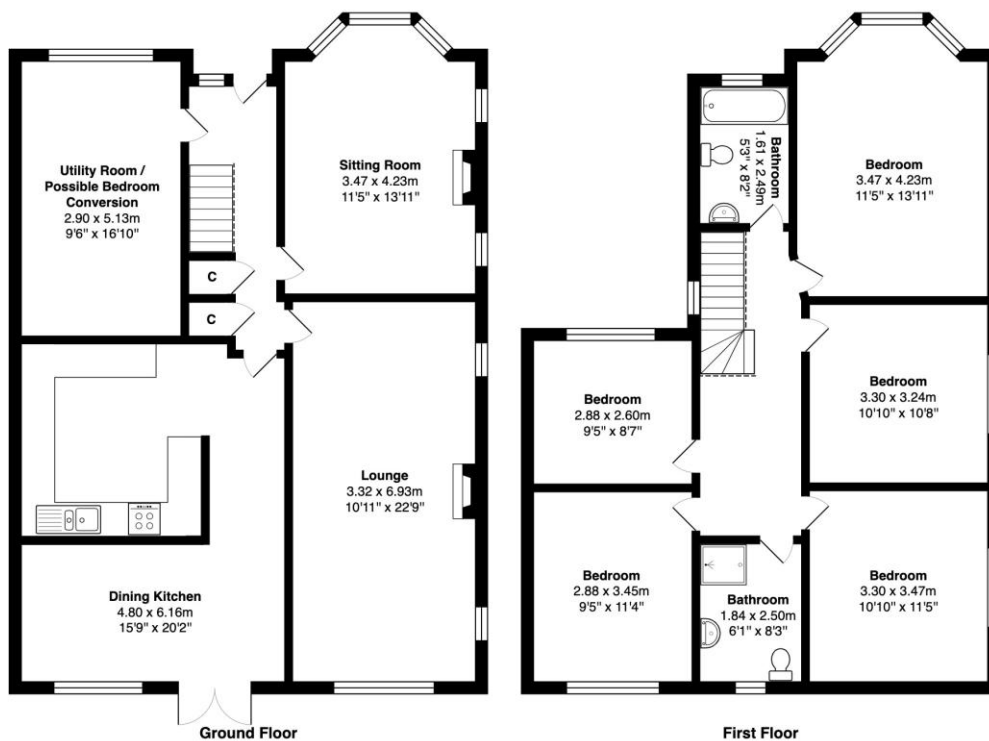 Utility Room /
Possible Bedroom
Conversion
2.90 x 5.13m
9'6" x 16'10"
Sitting Room
3.47 x 4.23m
11'5" x 13'11"
C
C
Lounge
3.32 x 6.93m
10'11" x 22'9"
Dining Kitchen
4.80 x 6.16m
15'9" x 20'2"
Ground Floor
Bathroom
1.61 x 2.49m
5'3" x 8'2"
Bedroom
3.47 x 4.23m
11'5" x 13'11"
Bedroom
2.88 x 2.60m
9'5" x 8'7"
Bedroom
3.30 x 3.24m
10'10" x 10'8"
Bedroom
2.88 x 3.45m
9'5" x 11'4"
Bathroom
1.84 x 2.50m
6'1" x 8'3"
Bedroom
3.30 x 3.47m
10'10" x 11'5"
First Floor